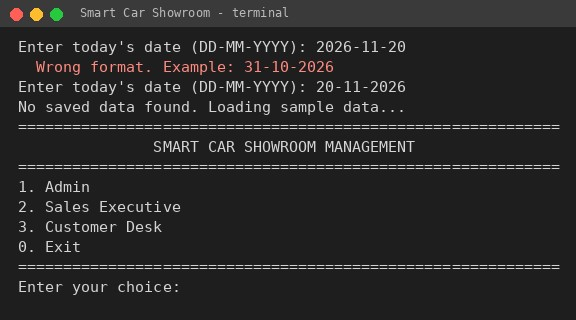 Smart Car Showroom - terminal
Enter today's date (DD-MM-YYYY): 2026-11-20
Wrong format. Example: 31-10-2026
Enter today's date (DD-MM-YYYY): 20-11-2026
No saved data found. Loading sample data...
============================================================
SMART CAR SHOWROOM MANAGEMENT
============================================================
1. Admin
2. Sales Executive
3. Customer Desk
0. Exit
============================================================
Enter your choice: